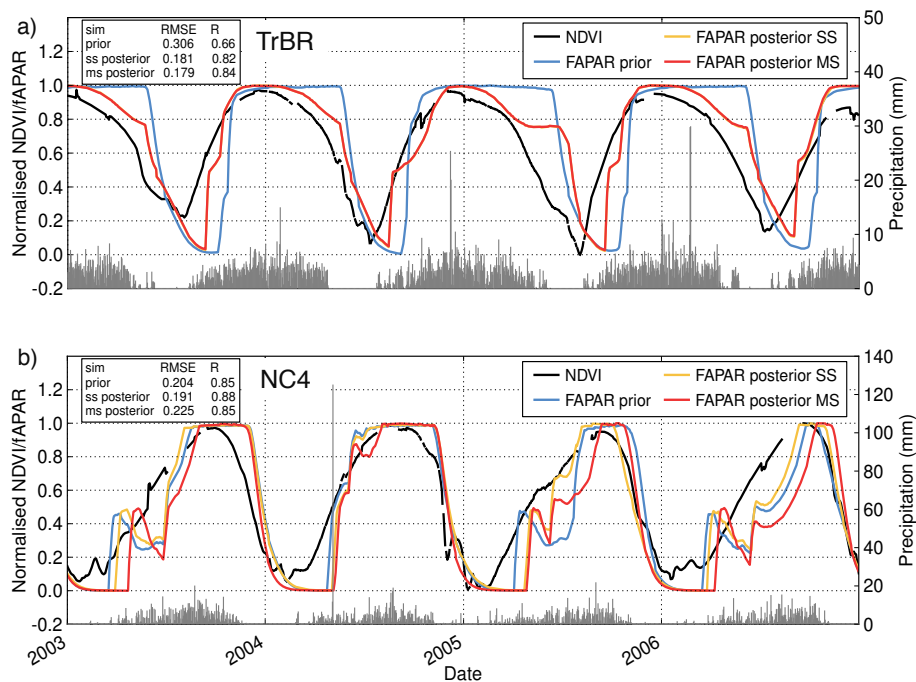 a)
sim RMSE R
prior 0.306 0.66
ss posterior 0.181 0.82
ms posterior 0.179 0.84
TrBR
NDVI
FAPAR prior
FAPAR posterior SS
FAPAR posterior MS
Normalised NDVI/fAPAR
1.2
1.0
0.8
0.6
0.4
0.2
0.0
-0.2
50
40
30
20
10
0
Precipitation (mm)
b)
sim RMSE R
prior 0.204 0.85
ss posterior 0.191 0.88
ms posterior 0.225 0.85
NC4
NDVI
FAPAR prior
FAPAR posterior SS
FAPAR posterior MS
Normalised NDVI/fAPAR
1.2
1.0
0.8
0.6
0.4
0.2
0.0
-0.2
140
120
100
80
60
40
20
0
Precipitation (mm)
2003
2004
2005
2006
Date